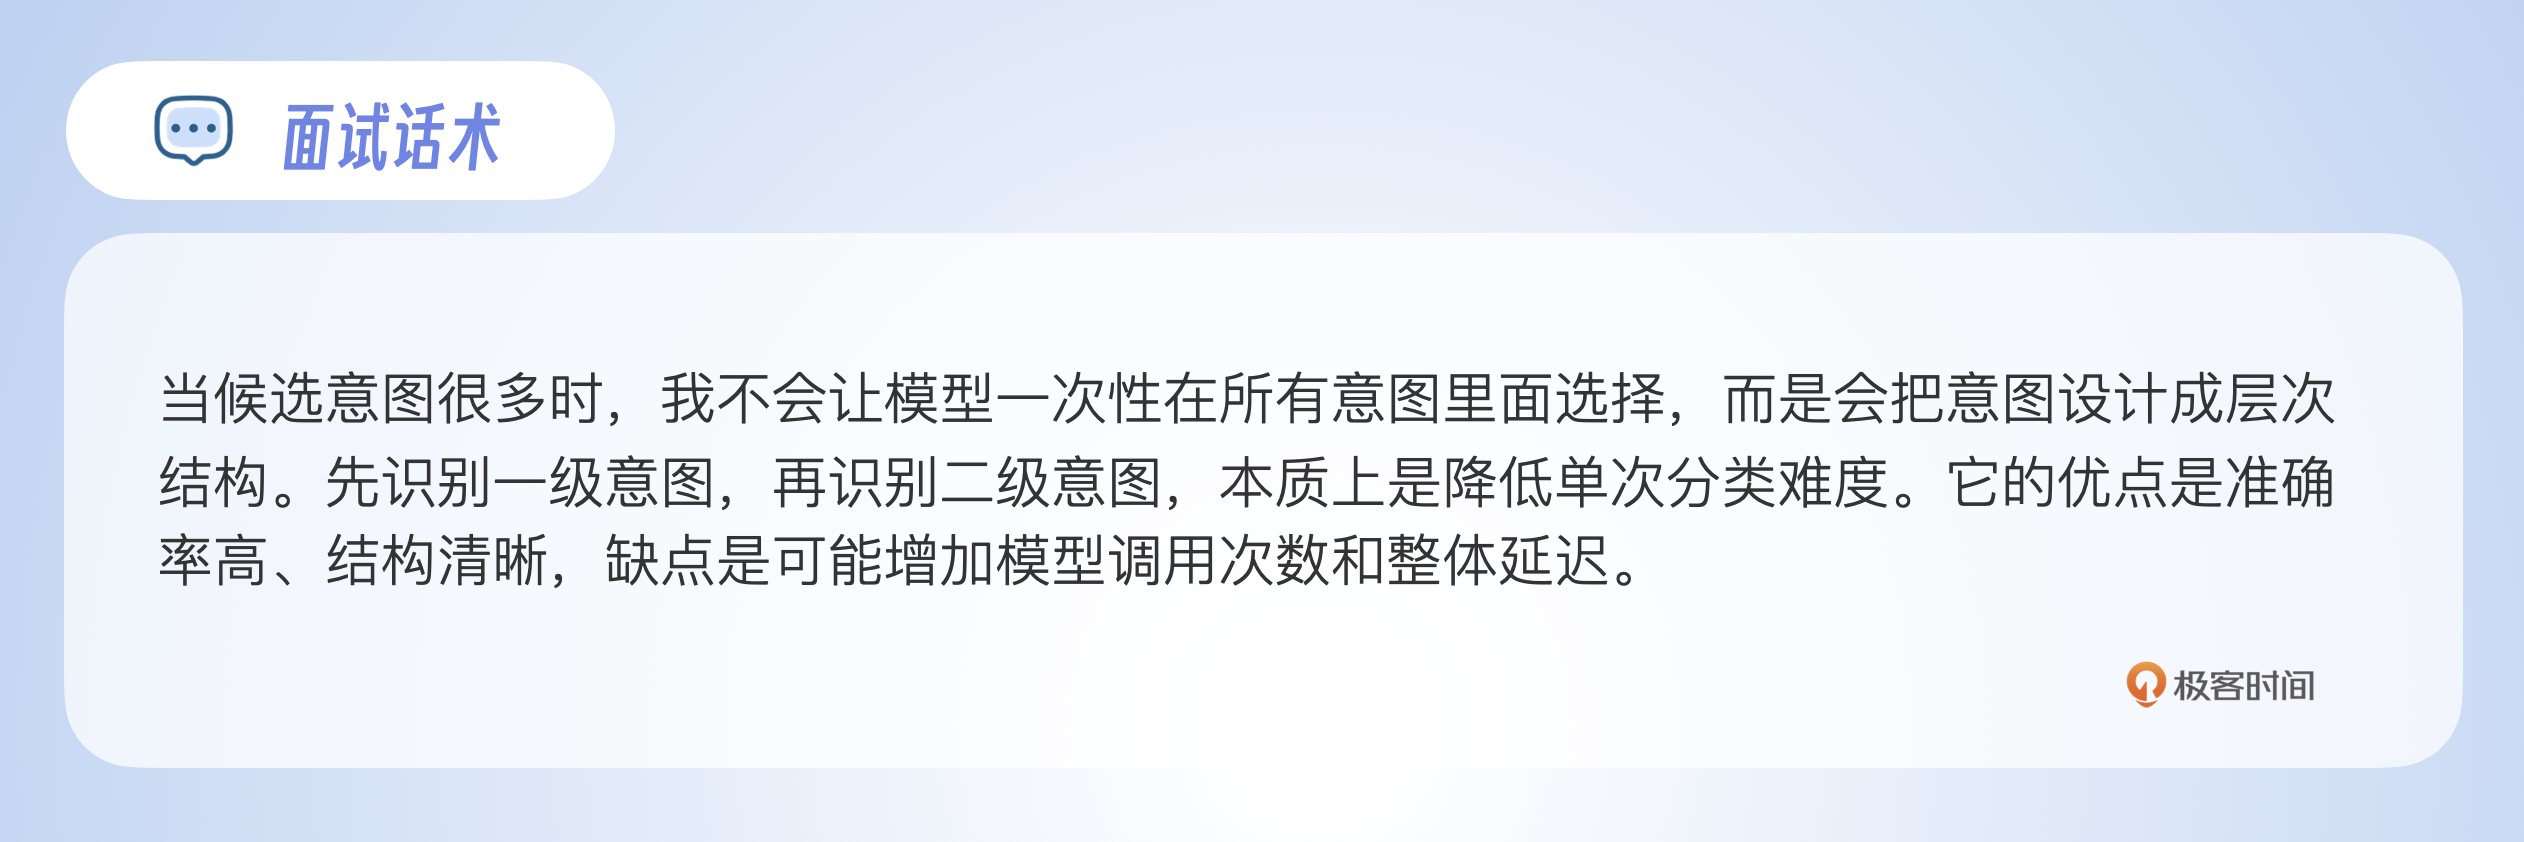 面试话术
当候选意图很多时，我不会让模型一次性在所有意图里面选择，而是会把意图设计成层次
结构。先识别一级意图，再识别二级意图，本质上是降低单次分类难度。它的优点是准确
率高、结构清晰，缺点是可能增加模型调用次数和整体延迟。
极客时间